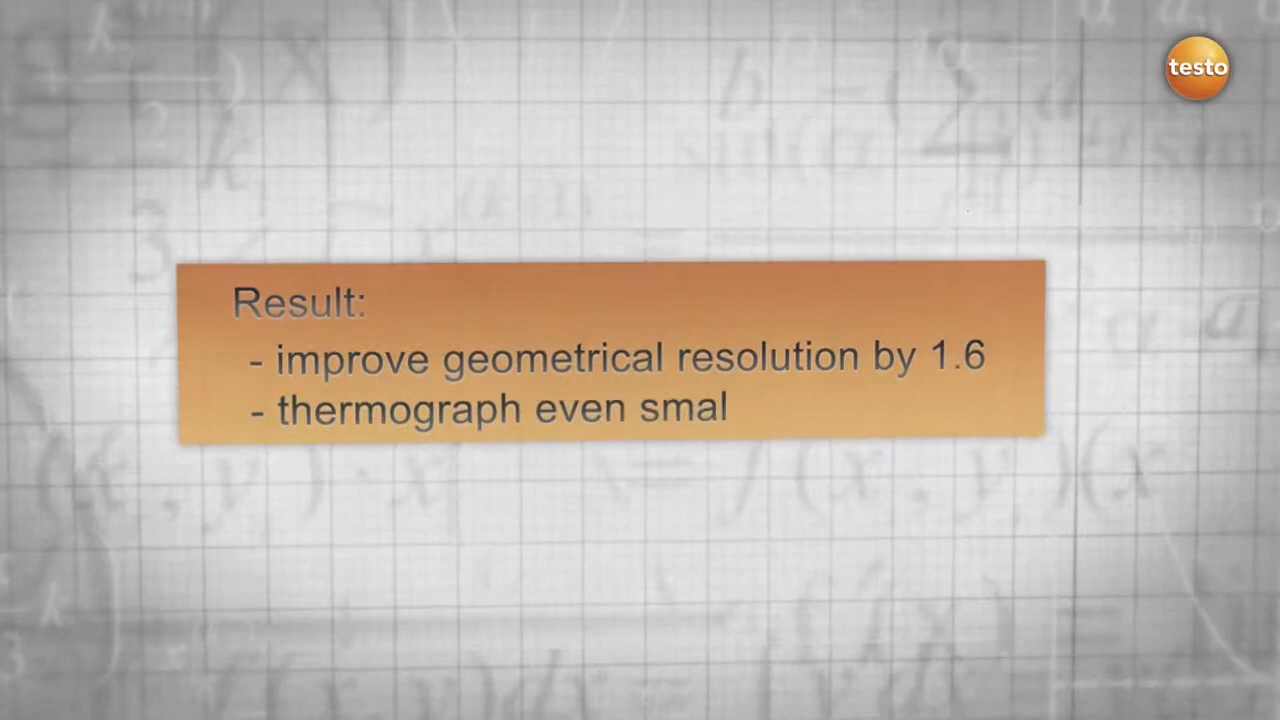 testo
Result:
- improve geometrical resolution by 1.6
- thermograph even smal